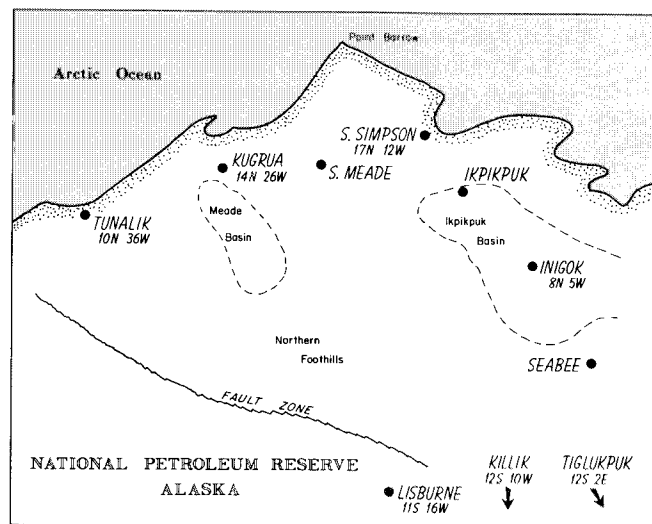 Point Barrow
Arctic Ocean
S. SIMPSON
17N 12W
KUGRUA
14N 26W
S. MEADE
IKPIKPUK
TUNALIK
10N 36W
Meade
Basin
Ikpikpuk
Basin
INIGOK
8N 5W
Northern
Foothills
SEABEE
FAULT ZONE
NATIONAL PETROLEUM RESERVE
ALASKA
LISBURNE
11S 16W
KILLIK
12S 10W
TIGLUKPUK
12S 2E